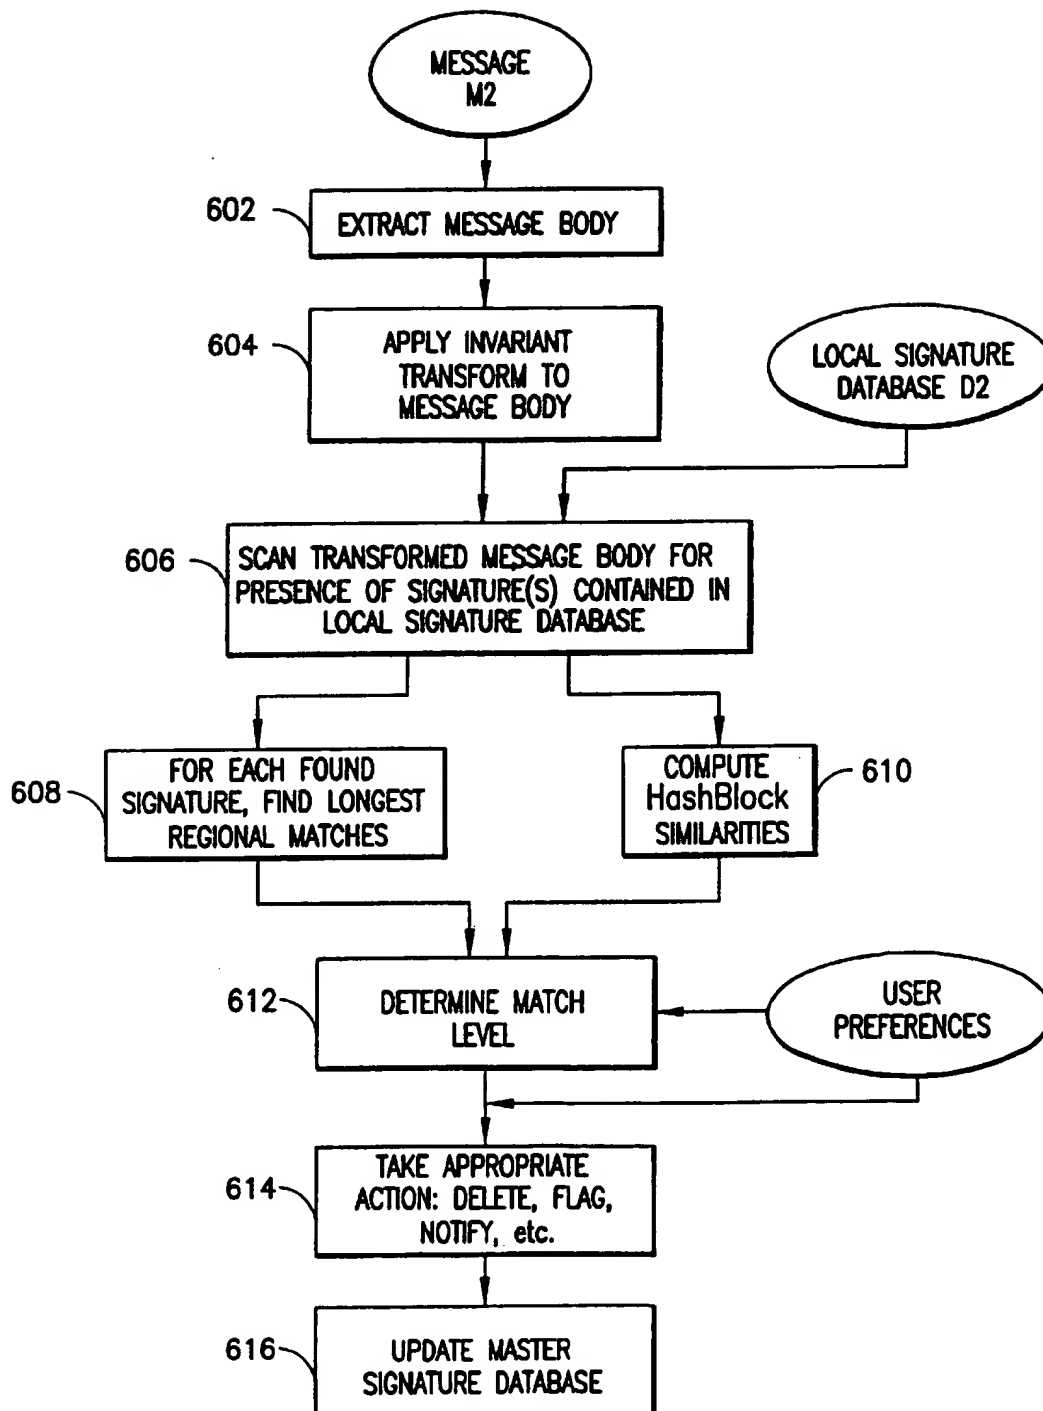 MESSAGE
M2
602
EXTRACT MESSAGE BODY
604
APPLY INVARIANT
TRANSFORM TO
MESSAGE BODY
LOCAL SIGNATURE
DATABASE D2
606
SCAN TRANSFORMED MESSAGE BODY FOR
PRESENCE OF SIGNATURE(S) CONTAINED IN
LOCAL SIGNATURE DATABASE
608
FOR EACH FOUND
SIGNATURE, FIND LONGEST
REGIONAL MATCHES
COMPUTE
HashBlock
SIMILARITIES
610
612
DETERMINE MATCH
LEVEL
USER
PREFERENCES
614
TAKE APPROPRIATE
ACTION: DELETE, FLAG,
NOTIFY, etc.
616
UPDATE MASTER
SIGNATURE DATABASE